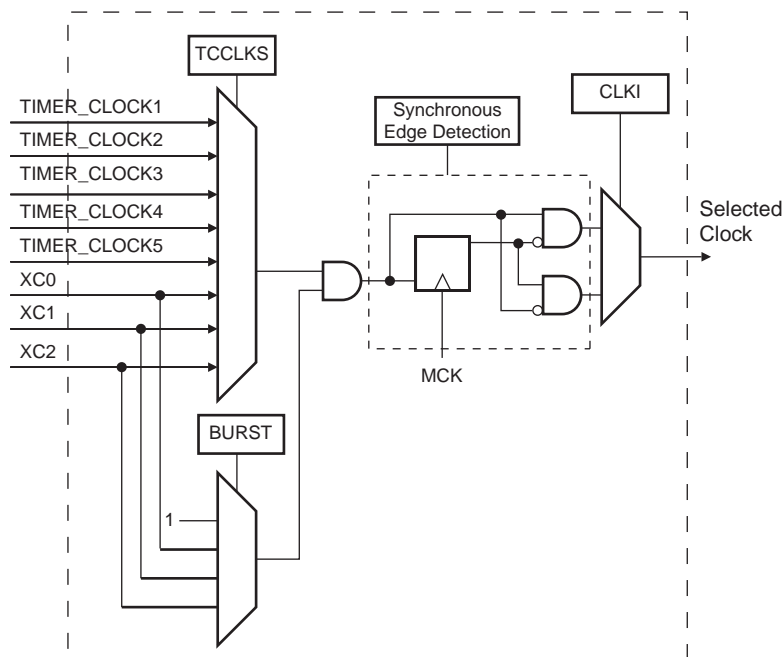 TCCLKS
TIMER_CLOCK1
TIMER_CLOCK2
TIMER_CLOCK3
TIMER_CLOCK4
TIMER_CLOCK5
XC0
XC1
XC2
Synchronous
Edge Detection
CLKI
Selected
Clock
MCK
BURST
1